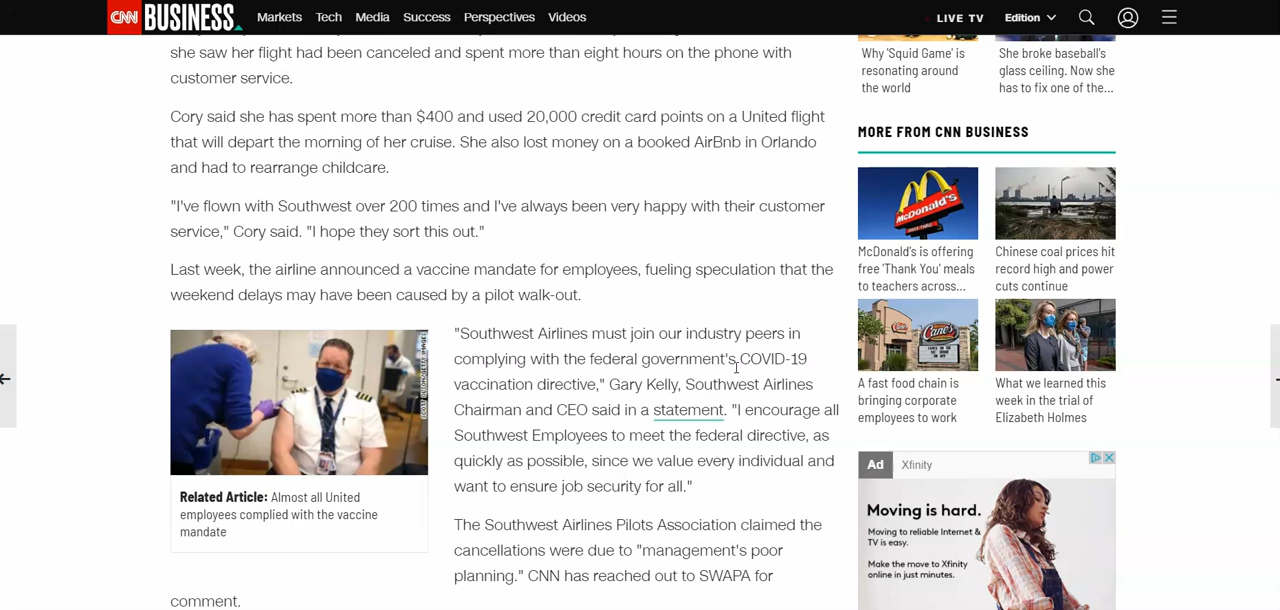 CNN BUSINESS Markets Tech Media Success Perspectives Videos LIVE TV Edition
she saw her flight had been canceled and spent more than eight hours on the phone with
customer service.
Cory said she has spent more than $400 and used 20,000 credit card points on a United flight
that will depart the morning of her cruise. She also lost money on a booked AirBnb in Orlando
and had to rearrange childcare.
"I've flown with Southwest over 200 times and I've always been very happy with their customer
service," Cory said. "I hope they sort this out."
Last week, the airline announced a vaccine mandate for employees, fueling speculation that the
weekend delays may have been caused by a pilot walk-out.
Related Article: Almost all United
employees complied with the vaccine
mandate
"Southwest Airlines must join our industry peers in
complying with the federal government's COVID-19
vaccination directive," Gary Kelly, Southwest Airlines
Chairman and CEO said in a statement. "I encourage all
Southwest Employees to meet the federal directive, as
quickly as possible, since we value every individual and
want to ensure job security for all."
The Southwest Airlines Pilots Association claimed the
cancellations were due to "management's poor
planning." CNN has reached out to SWAPA for
comment.
Why 'Squid Game' is
resonating around
the world
She broke baseball's
glass ceiling. Now she
has to fix one of the...
MORE FROM CNN BUSINESS
McDonald's
McDonald's is offering
free 'Thank You' meals
to teachers across...
Chinese coal prices hit
record high and power
cuts continue
Cane's
A fast food chain is
bringing corporate
employees to work
What we learned this
week in the trial of
Elizabeth Holmes
Ad Xfinity
Moving is hard.
Moving to reliable Internet &
TV is easy.
Make the move to Xfinity
online in just minutes.